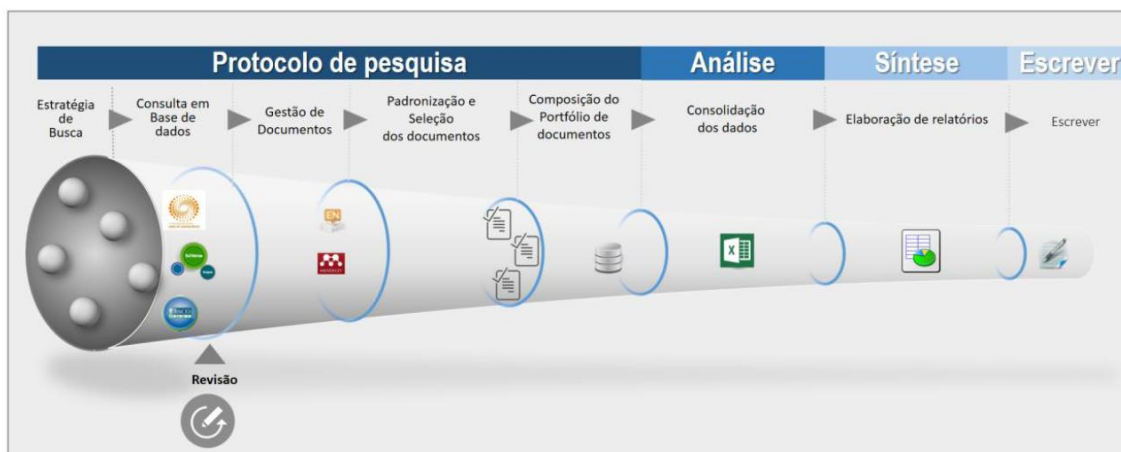 Protocolo de pesquisa
Análise
Síntese
Escrever
Estratégia
de
Busca
Consulta em
Base de
dados
Gestão de
Documentos
Padronização e
Seleção
dos documentos
Composição do
Portfólio de
documentos
Consolidação
dos dados
Elaboração de relatórios
Escrever
EN
Revisão